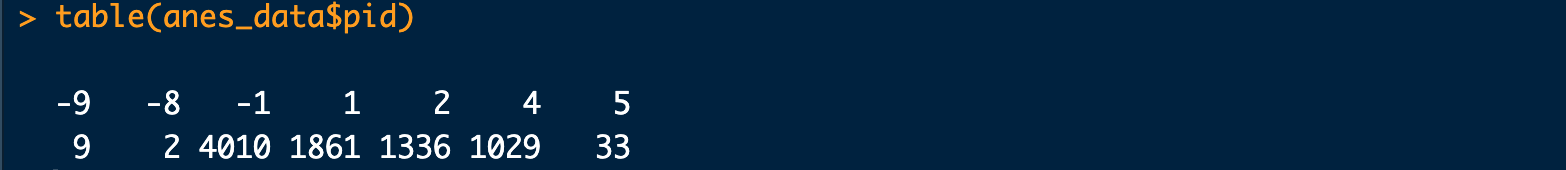 > table(anes_data$pid)
-9 -8 -1 1 2 4 5
9 2 4010 1861 1336 1029 33